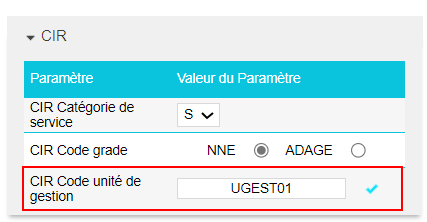 CIR
Paramètre Valeur du Paramètre
CIR Catégorie de service S
CIR Code grade NNE ADAGE
CIR Code unité de gestion UGEST01